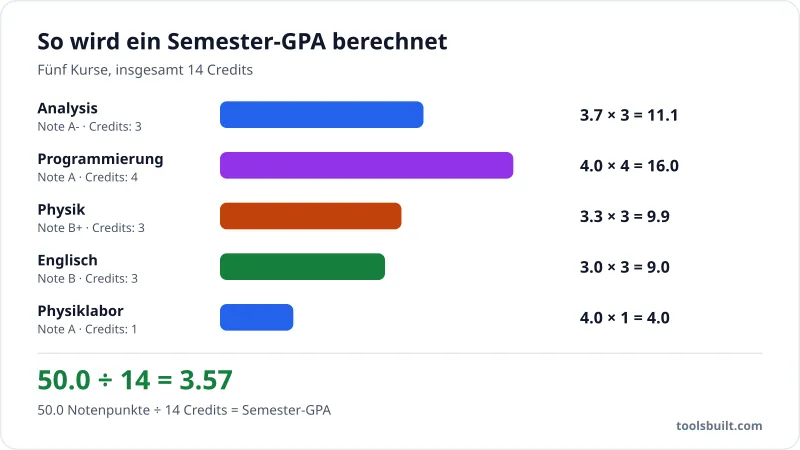 So wird ein Semester-GPA berechnet
Fünf Kurse, insgesamt 14 Credits
Analysis
Note A- · Credits: 3
3.7 × 3 = 11.1
Programmierung
Note A · Credits: 4
4.0 × 4 = 16.0
Physik
Note B+ · Credits: 3
3.3 × 3 = 9.9
Englisch
Note B · Credits: 3
3.0 × 3 = 9.0
Physiklabor
Note A · Credits: 1
4.0 × 1 = 4.0
50.0 ÷ 14 = 3.57
50.0 Notenpunkte ÷ 14 Credits = Semester-GPA
toolsbuilt.com